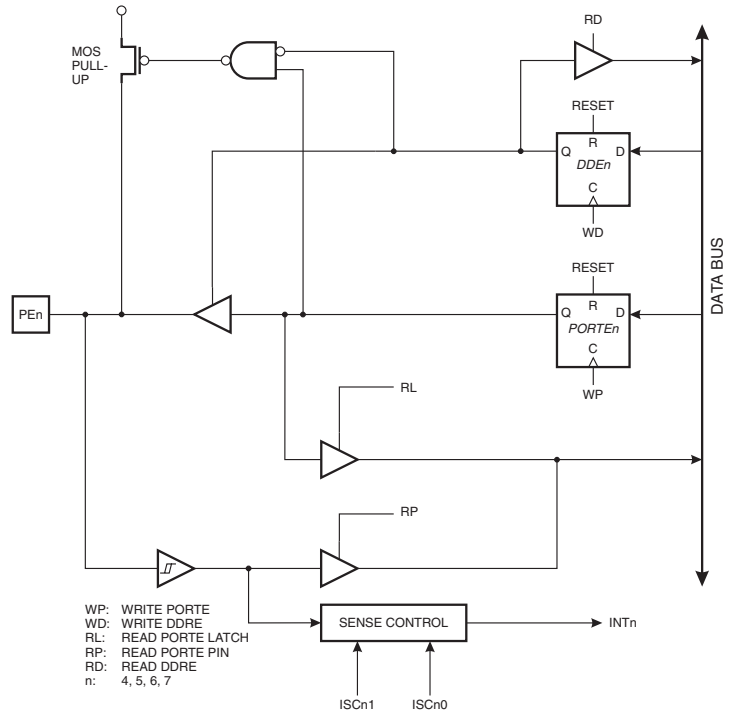 RD
MOS
PULL-
UP
RESET
R
Q
D
DDEn
C
WD
DATA BUS
RESET
R
PEn
Q
D
PORTEn
C
WP
RL
RP
WP: WRITE PORTE
WD: WRITE DDRE
RL: READ PORTE LATCH
RP: READ PORTE PIN
RD: READ DDRE
n: 4, 5, 6, 7
SENSE CONTROL
INTn
ISCn1
ISCn0